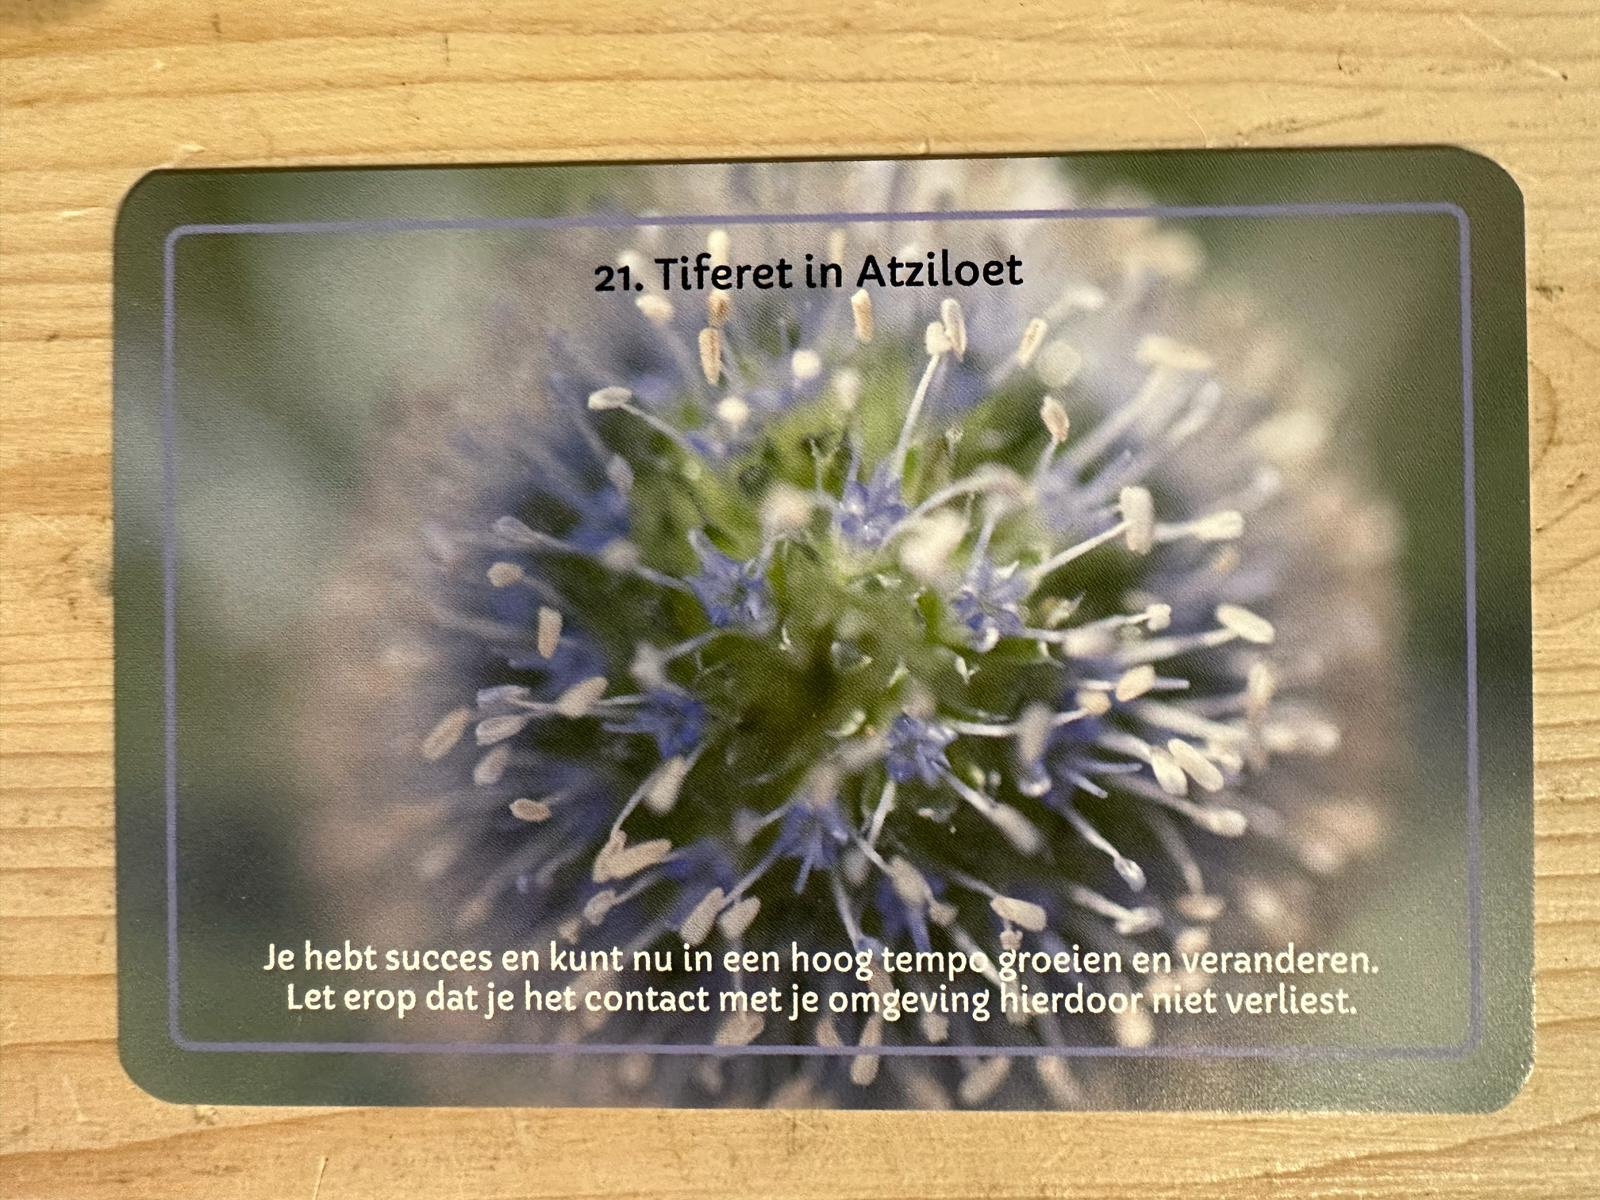 21. Tiferet in Atziloet
Je hebt succes en kunt nu in een hoog tempo groeien en veranderen.
Let erop dat je het contact met je omgeving hierdoor niet verliest.